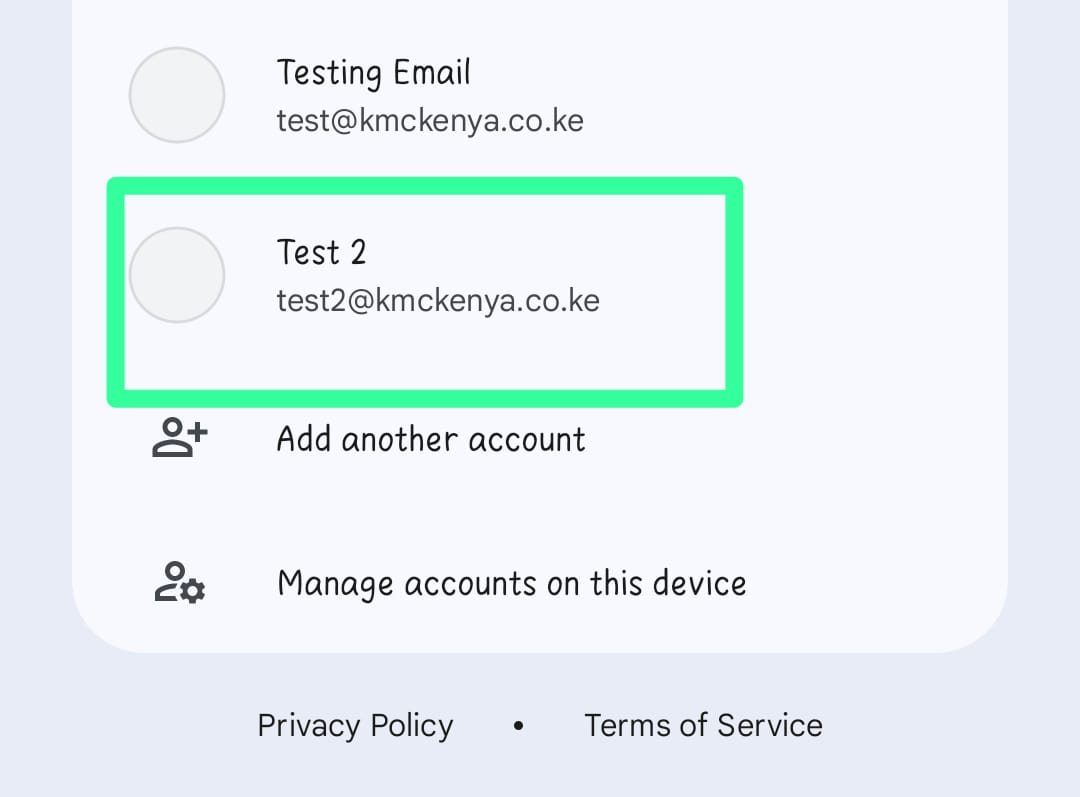 Testing Email
test@kmckenya.co.ke
Test 2
test2@kmckenya.co.ke
Add another account
Manage accounts on this device
Privacy Policy • Terms of Service